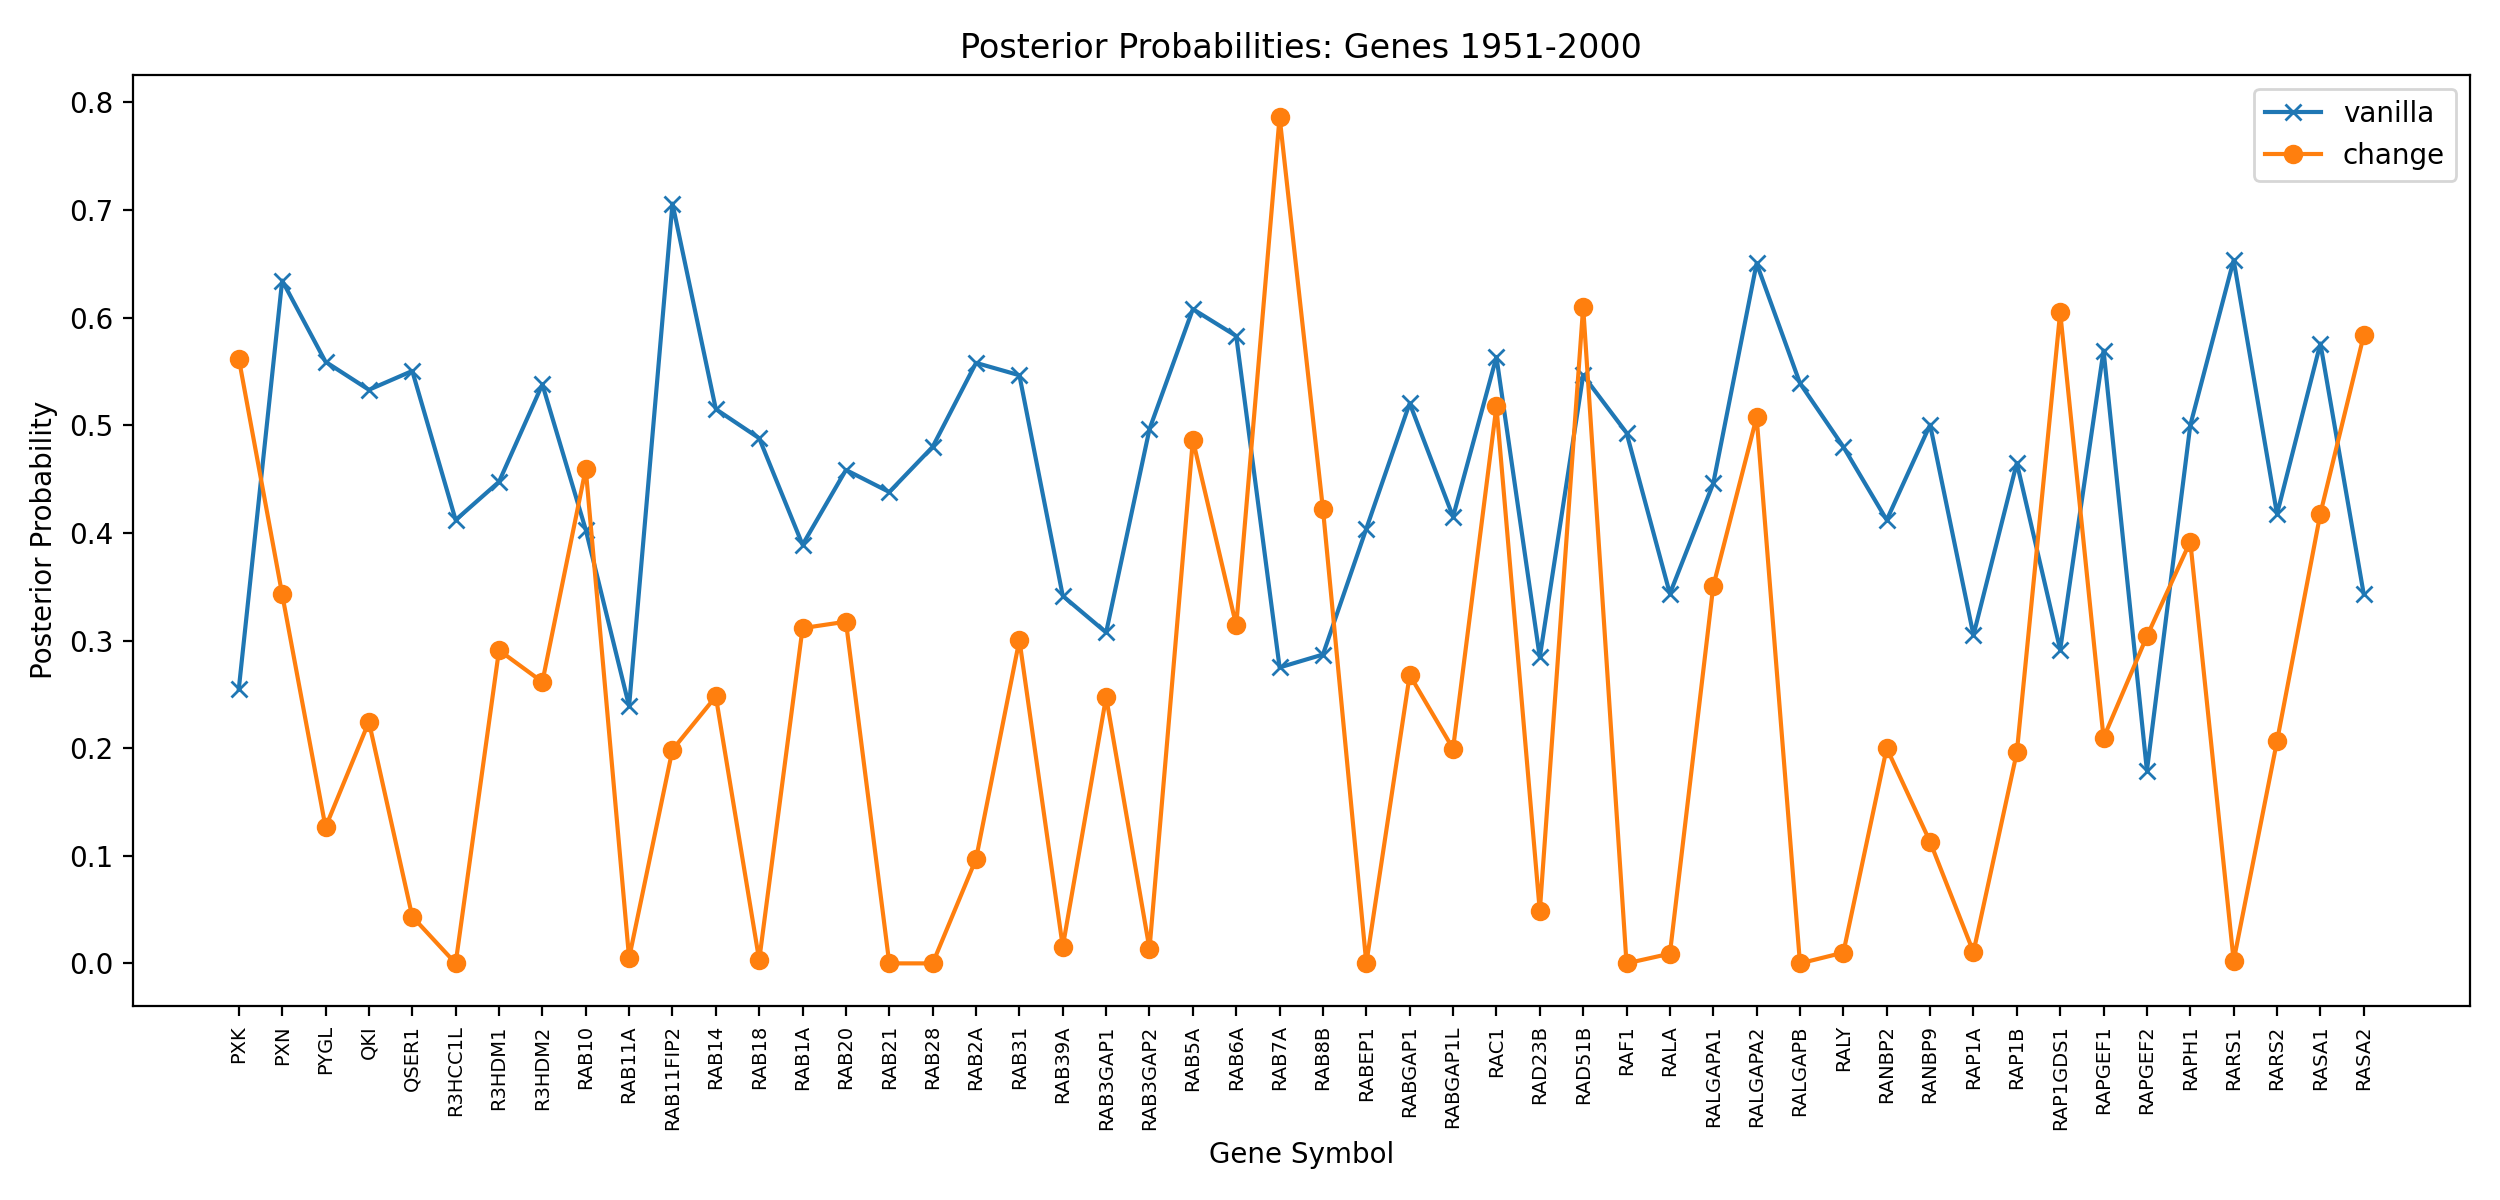 Posterior Probabilities: Genes 1951-2000
vanilla
change
Posterior Probability
0.8
0.7
0.6
0.5
0.4
0.3
0.2
0.1
0.0
PXK
PXN
PYGL
QKI
QSER1
R3HCC1L
R3HDM1
R3HDM2
RAB10
RAB11A
RAB11FIP2
RAB14
RAB18
RAB1A
RAB20
RAB21
RAB28
RAB2A
RAB31
RAB39A
RAB3GAP1
RAB3GAP2
RAB5A
RAB6A
RAB7A
RAB8B
RABEP1
RABGAP1
RABGAP1L
RAC1
RAD23B
RAD51B
RAF1
RALA
RALGAPA1
RALGAPA2
RALGAPB
RALY
RANBP2
RANBP9
RAP1A
RAP1B
RAP1GDS1
RAPGEF1
RAPGEF2
RAPH1
RARS1
RARS2
RASA1
RASA2
Gene Symbol